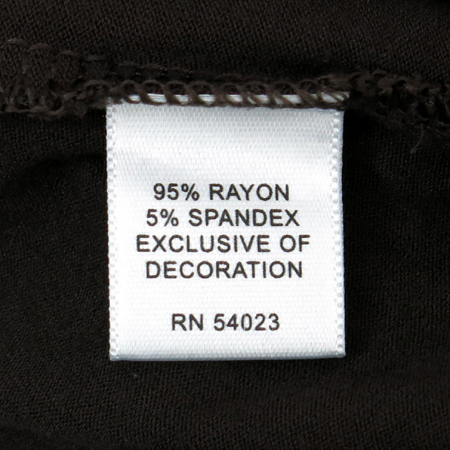 95% RAYON
5% SPANDEX
EXCLUSIVE OF
DECORATION
RN 54023